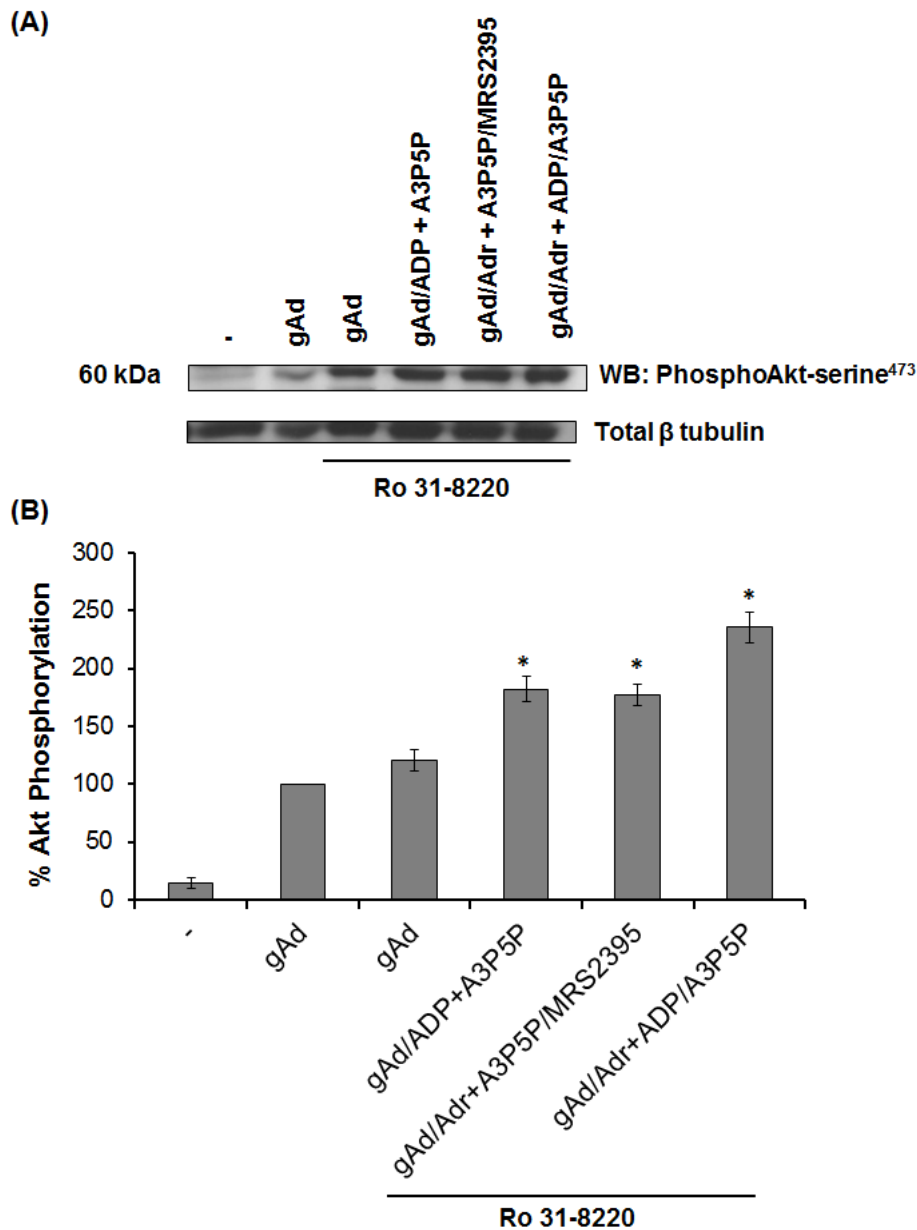 (A)
-
gAd
gAd
gAd/ADP + A3P5P
gAd/Adr + A3P5P/MRS2395
gAd/Adr + ADP/A3P5P
60 kDa
WB: PhosphoAkt-serine⁴⁷³
Total β tubulin
Ro 31-8220
(B)
% Akt Phosphorylation
300
250
200
150
100
50
0
*
*
*
-
gAd
gAd
gAd/ADP+A3P5P
gAd/Adr+A3P5P/MRS2395
gAd/Adr+ADP/A3P5P
Ro 31-8220